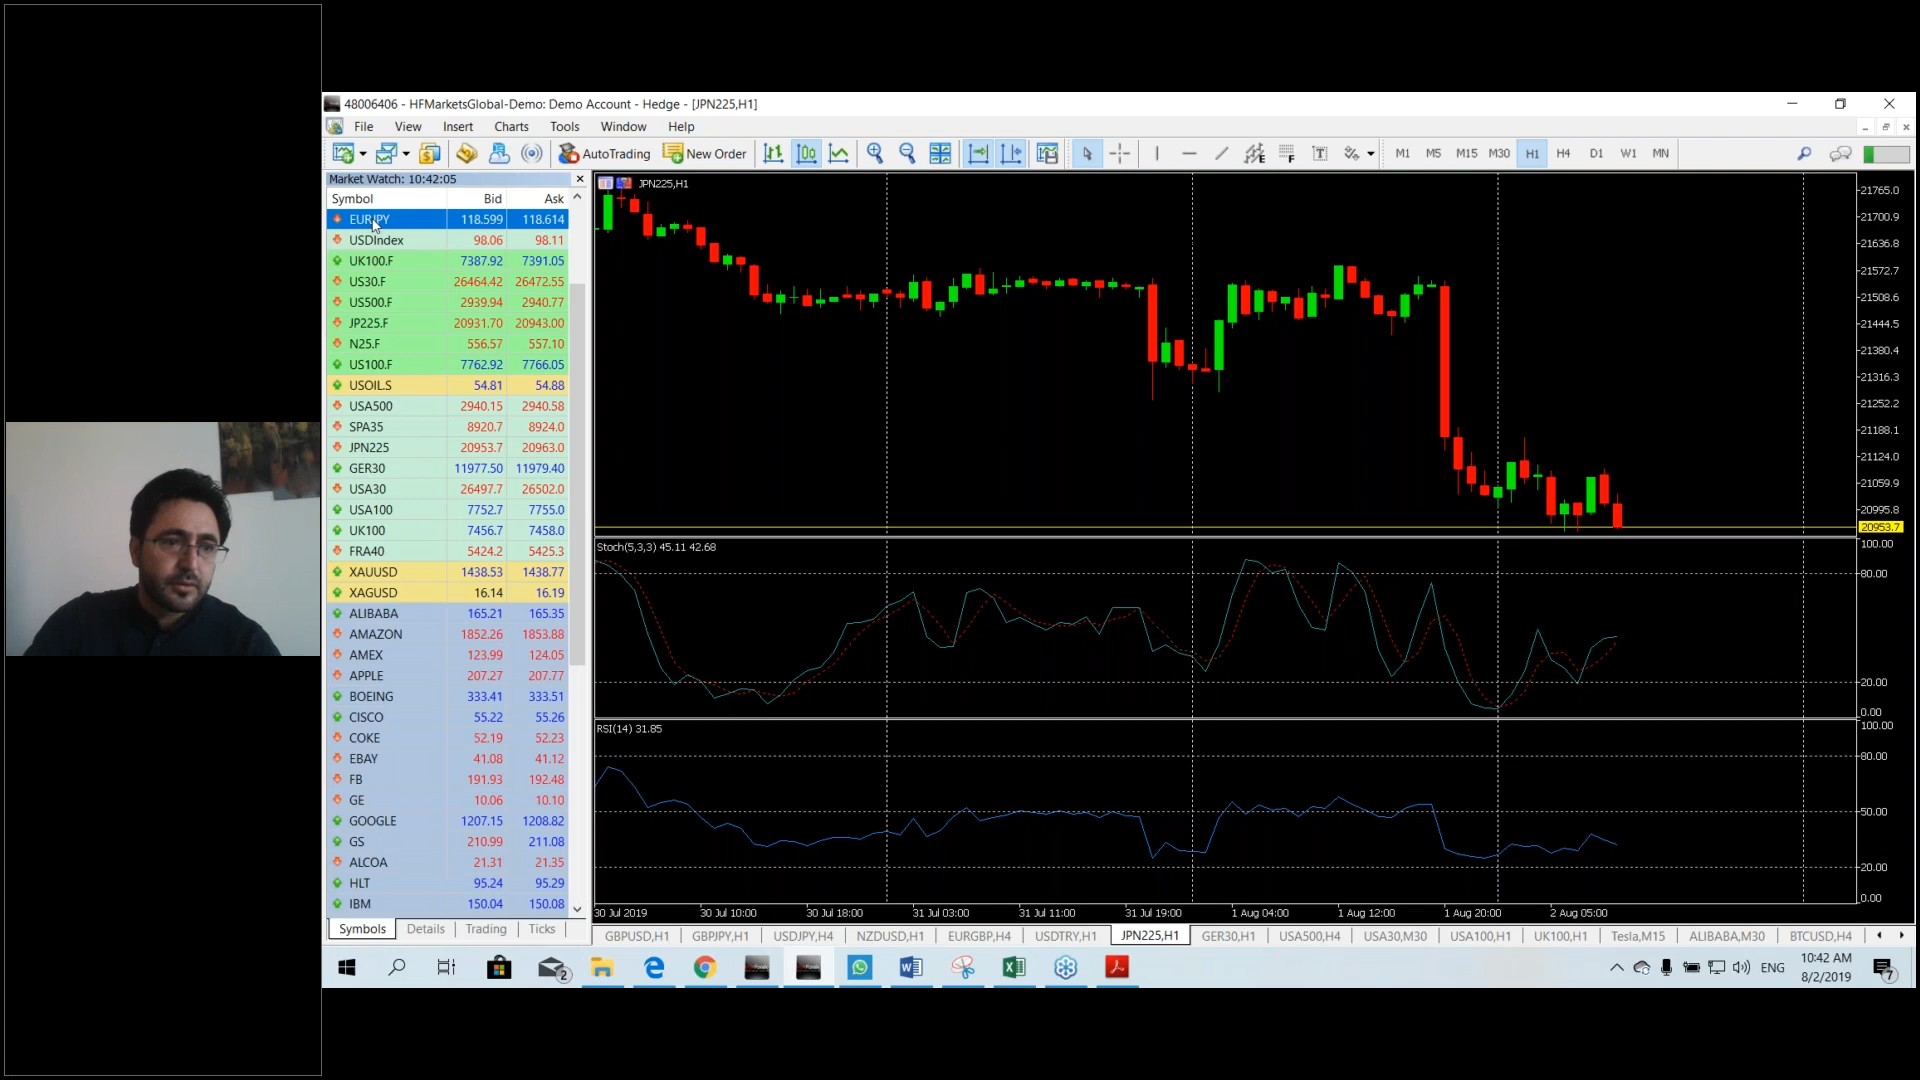 48006406 - HFMarketsGlobal-Demo: Demo Account - Hedge - [JPN225,H1]
File View Insert Charts Tools Window Help
AutoTrading New Order M1 M5 M15 M30 H1 H4 D1 W1 MN
Market Watch: 10:42:05
Symbol Bid Ask
EURJPY 118.599 118.614
USDIndex 98.06 98.11
UK100.F 7387.92 7391.05
US30.F 26464.42 26472.55
US500.F 2939.94 2940.77
JP225.F 20931.70 20943.00
N25.F 556.57 557.10
US100.F 7762.92 7766.05
USOIL.S 54.81 54.88
USA500 2940.15 2940.58
SPA35 8920.7 8924.0
JPN225 20953.7 20963.0
GER30 11977.50 11979.40
USA30 26497.7 26502.0
USA100 7752.7 7755.0
UK100 7456.7 7458.0
FRA40 5424.2 5425.3
XAUUSD 1438.53 1438.77
XAGUSD 16.14 16.19
ALIBABA 165.21 165.35
AMAZON 1852.26 1853.88
AMEX 123.99 124.05
APPLE 207.27 207.77
BOEING 333.41 333.51
CISCO 55.22 55.26
COKE 52.19 52.23
EBAY 41.08 41.12
FB 191.93 192.48
GE 10.06 10.10
GOOGLE 1207.15 1208.82
GS 210.99 211.08
ALCOA 21.31 21.35
HLT 95.24 95.29
IBM 150.04 150.08
Symbols Details Trading Ticks
JPN225,H1
21765.0
21700.9
21636.8
21572.7
21508.6
21444.5
21380.4
21316.3
21252.2
21188.1
21124.0
21059.9
20995.8
20953.7
Stoch(5,3,3) 45.11 42.68
100.00
80.00
20.00
0.00
RSI(14) 31.85
100.00
80.00
50.00
20.00
0.00
30 Jul 2019 30 Jul 10:00 30 Jul 18:00 31 Jul 03:00 31 Jul 11:00 31 Jul 19:00 1 Aug 04:00 1 Aug 12:00 1 Aug 20:00 2 Aug 05:00
GBPUSD,H1 GBPJPY,H1 USDJPY,H4 NZDUSD,H1 EURGBP,H4 USDTRY,H1 JPN225,H1 GER30,H1 USA500,H4 USA30,M30 USA100,H1 UK100,H1 Tesla,M15 ALIBABA,M30 BTCUSD,H4
2
ENG
10:42 AM
8/2/2019
7